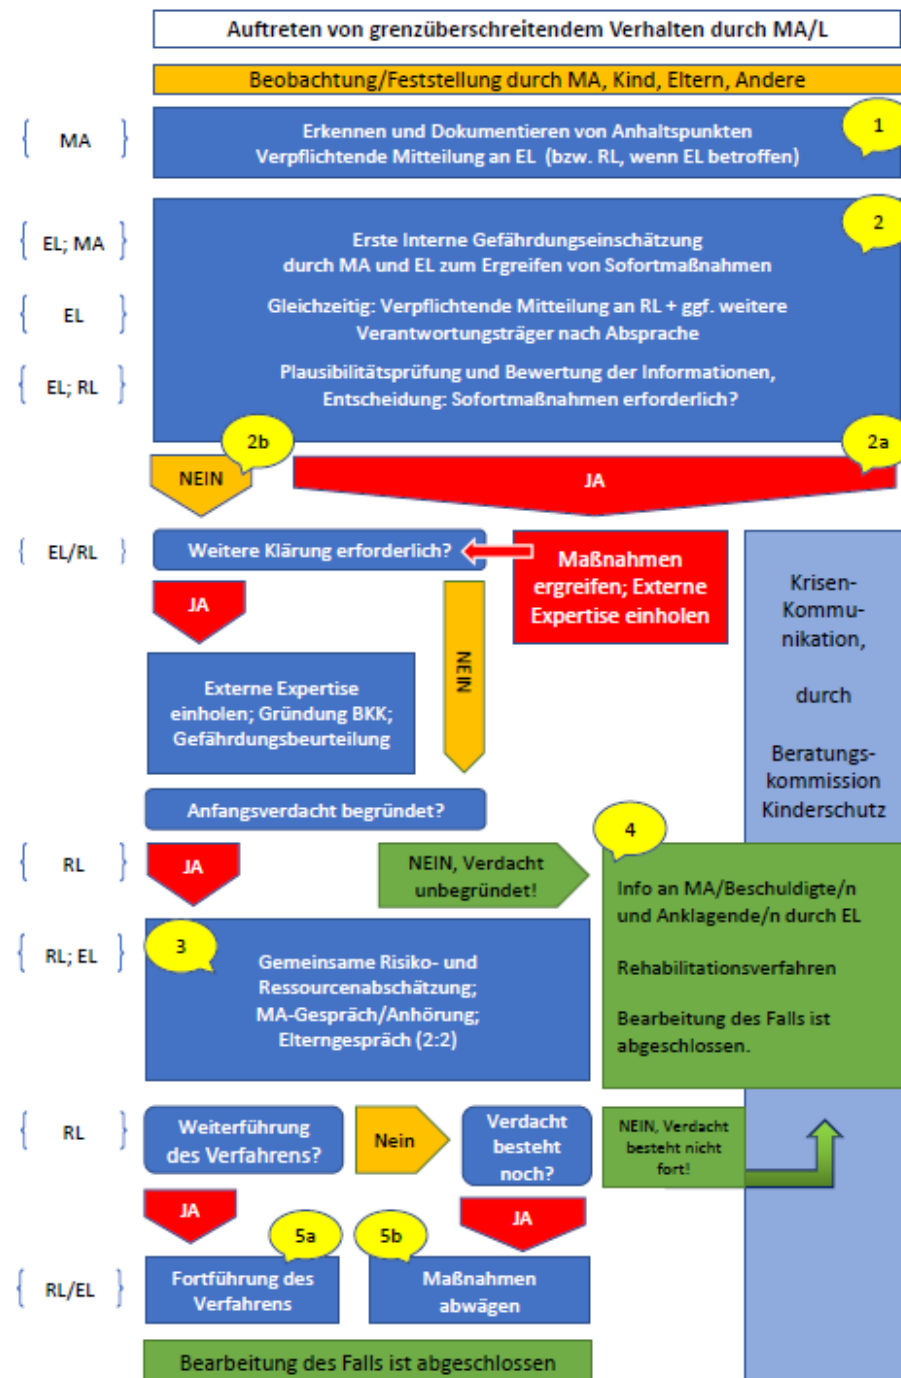 Auftreten von grenzüberschreitendem Verhalten durch MA/L
Beobachtung/Feststellung durch MA, Kind, Eltern, Andere
{ MA }
Erkennen und Dokumentieren von Anhaltspunkten
Verpflichtende Mitteilung an EL (bzw. RL, wenn EL betroffen)
1
{ EL; MA }
Erste Interne Gefährdungseinschätzung
durch MA und EL zum Ergreifen von Sofortmaßnahmen
2
{ EL }
Gleichzeitig: Verpflichtende Mitteilung an RL + ggf. weitere
Verantwortungsträger nach Absprache
{ EL; RL }
Plausibilitätsprüfung und Bewertung der Informationen,
Entscheidung: Sofortmaßnahmen erforderlich?
2b
2a
NEIN
JA
{ EL/RL }
Weitere Klärung erforderlich?
Maßnahmen
ergreifen; Externe
Expertise einholen
JA
NEIN
Externe Expertise
einholen; Gründung BKK;
Gefährdungsbeurteilung
Krisen-
Kommu-
nikation,
durch
Beratungs-
kommission
Kinderschutz
Anfangsverdacht begründet?
{ RL }
JA
NEIN, Verdacht
unbegründet!
4
Info an MA/Beschuldigte/n
und Anklagende/n durch EL
Rehabilitationsverfahren
Bearbeitung des Falls ist
abgeschlossen.
{ RL; EL }
3
Gemeinsame Risiko- und
Ressourcenabschätzung;
MA-Gespräch/Anhörung;
Elterngespräch (2:2)
{ RL }
Weiterführung
des Verfahrens?
Nein
Verdacht
besteht
noch?
NEIN, Verdacht
besteht nicht
fort!
JA
JA
5a
5b
{ RL/EL }
Fortführung des
Verfahrens
Maßnahmen
abwägen
Bearbeitung des Falls ist abgeschlossen